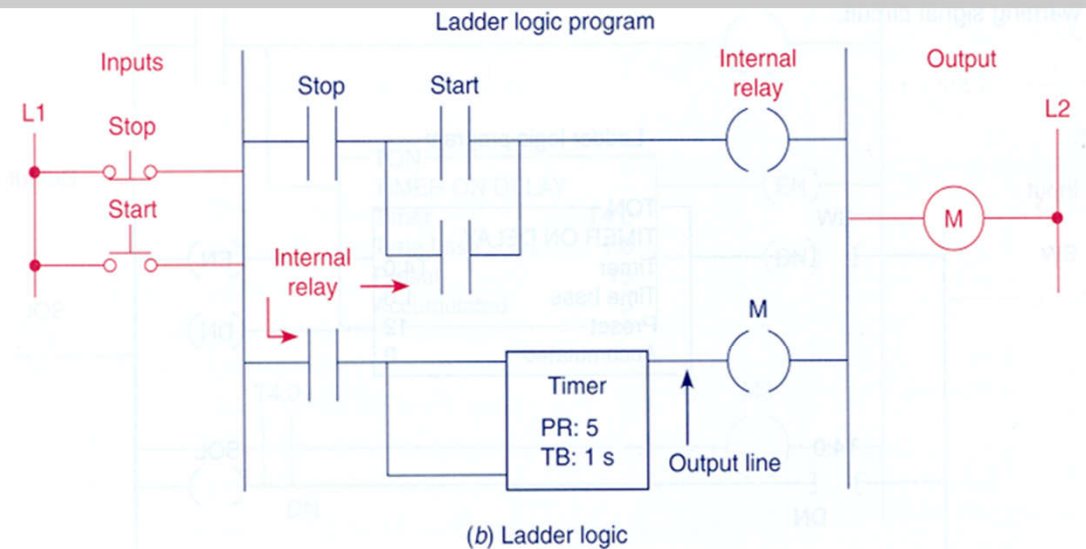 Ladder logic program
Inputs
Internal
relay
Output
Stop
Start
L1
L2
Stop
Start
M
Internal
relay
M
Timer
PR: 5
TB: 1 s
Output line
(b) Ladder logic